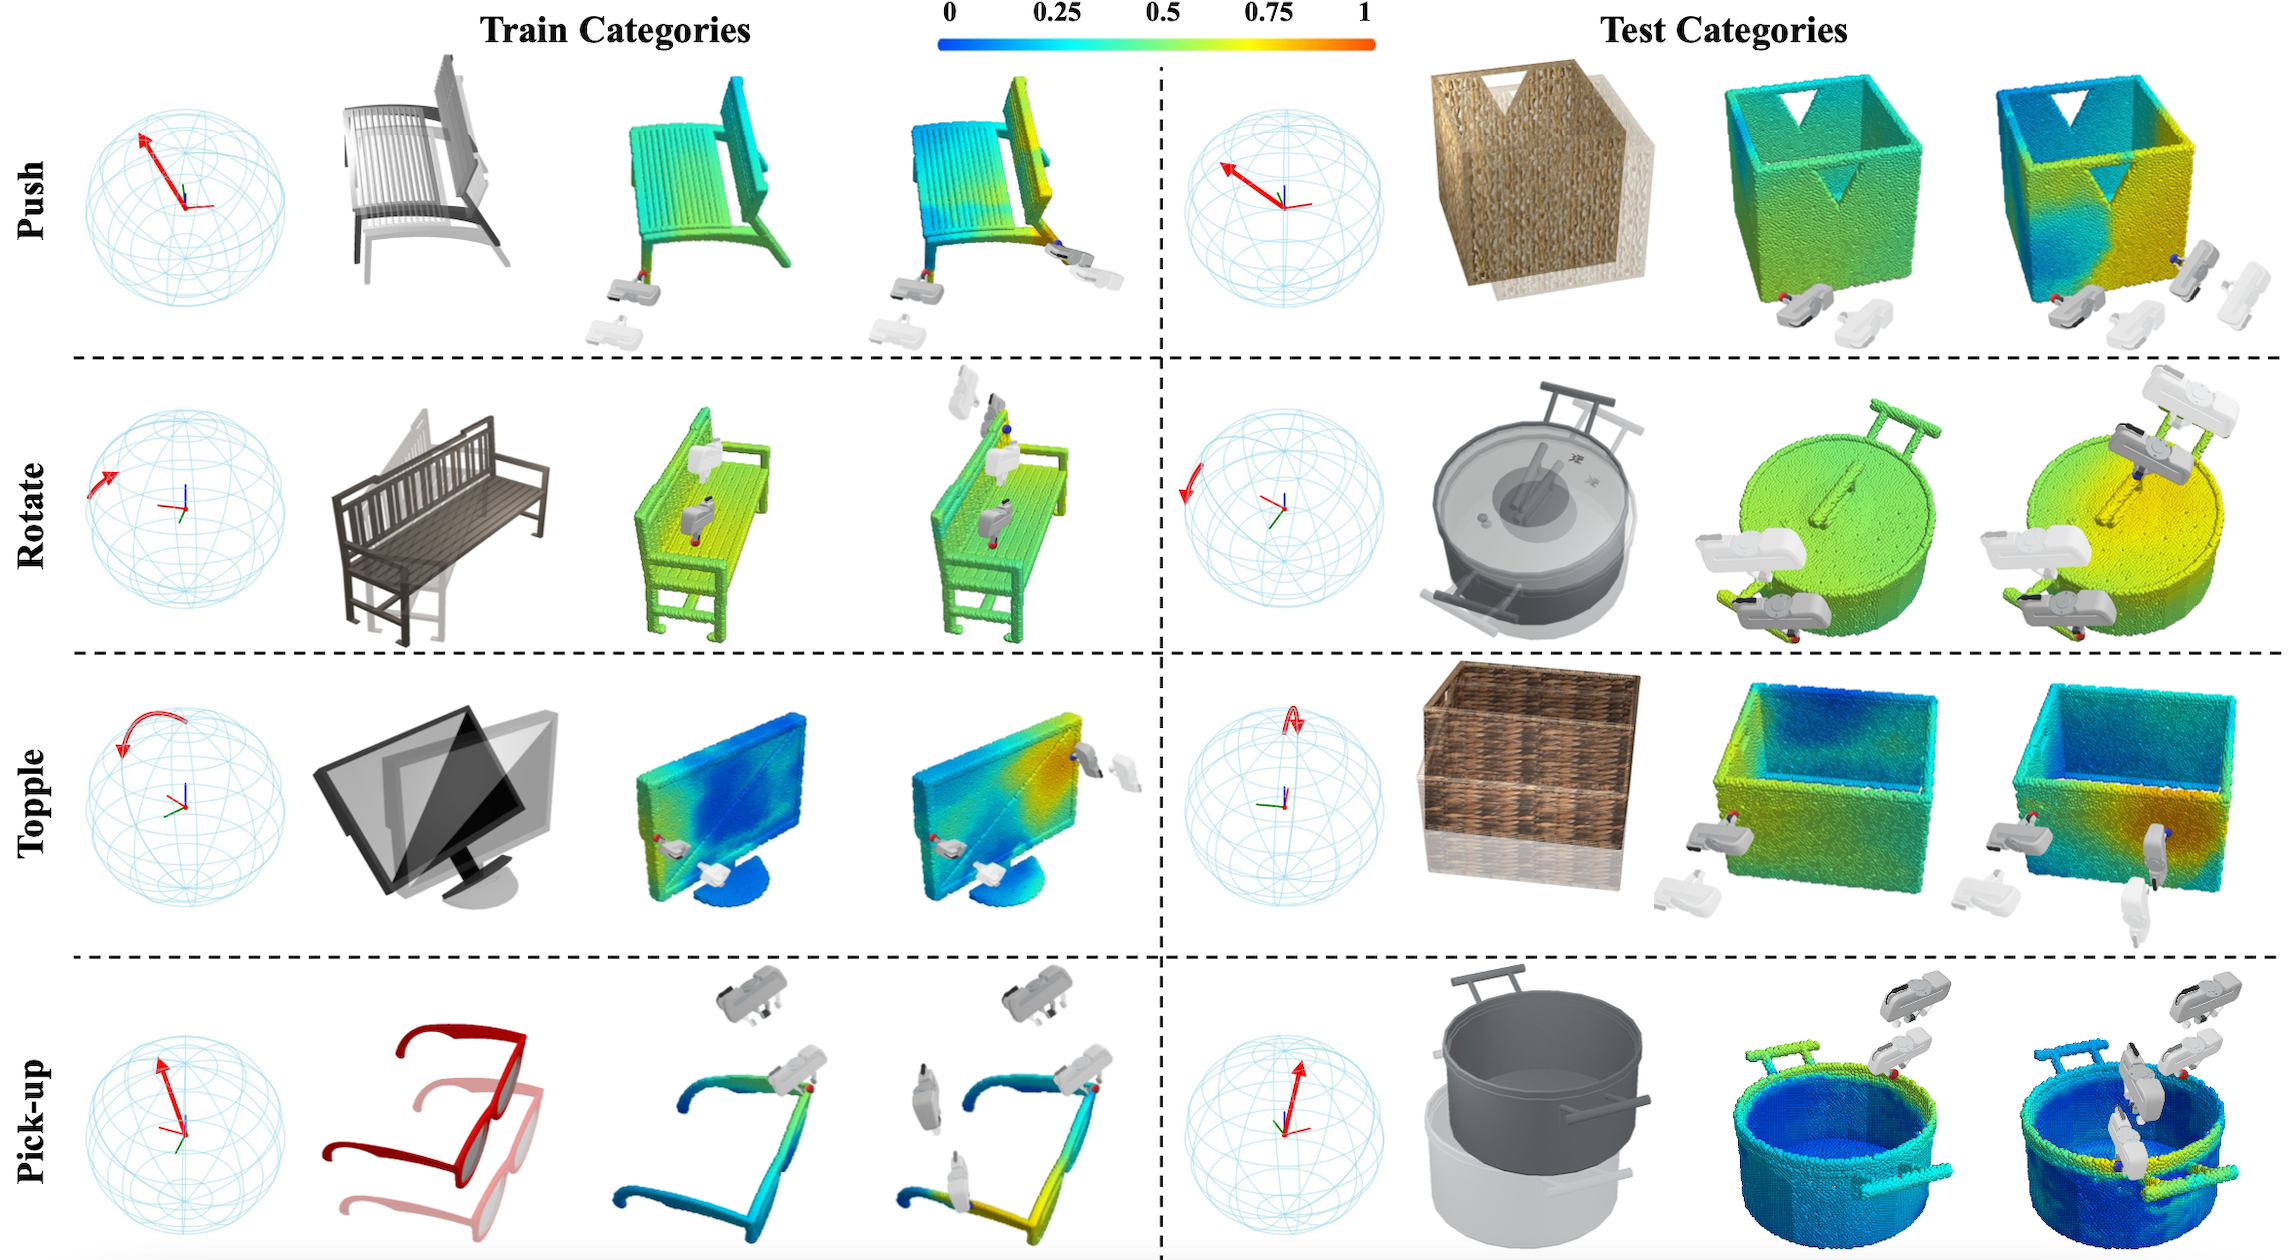 Train Categories
0 0.25 0.5 0.75 1
Test Categories
Push
Rotate
Topple
Pick-up